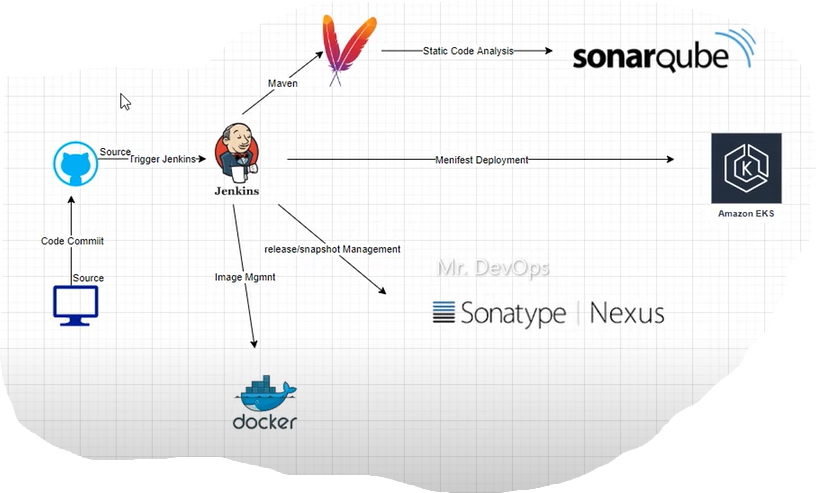 Static Code Analysis
sonarqube
Maven
Source
Trigger Jenkins
Jenkins
Menifest Deployment
K
Amazon EKS
Code Commiit
release/snapshot Management
Mr. DevOps
Source
Image Mgmnt
Sonatype | Nexus
docker